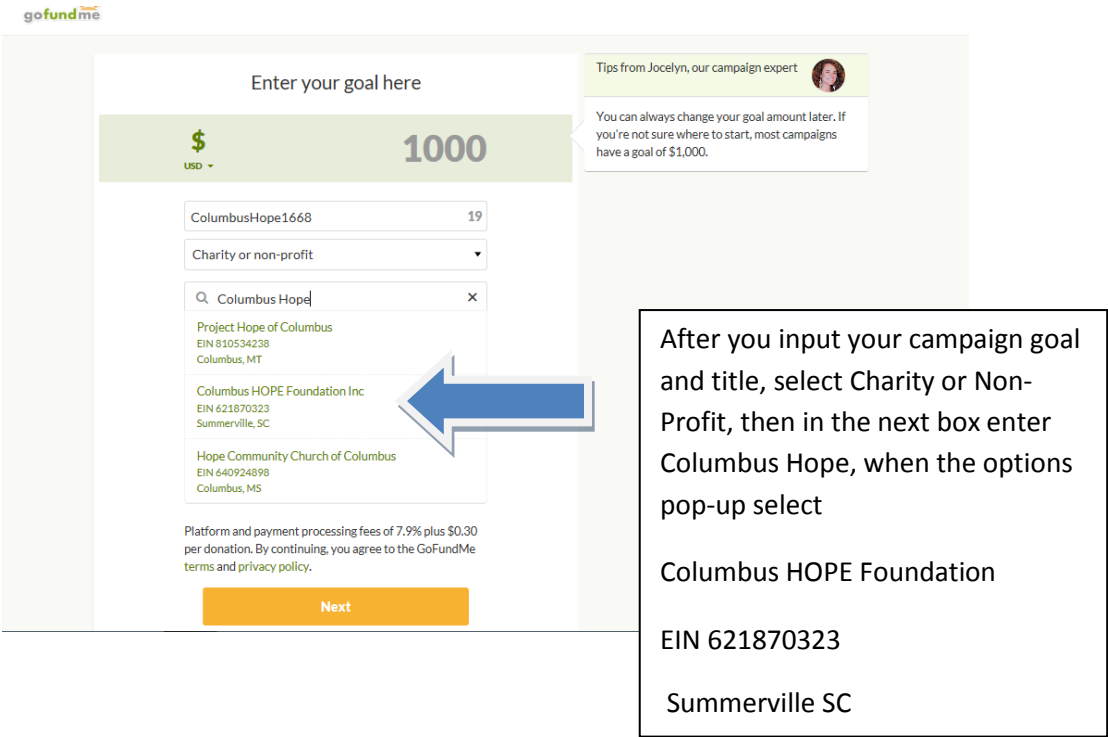 gofundme
Enter your goal here
$
USD
1000
ColumbusHope1668 19
Charity or non-profit
Columbus Hope ×
Project Hope of Columbus
EIN 810534238
Columbus, MT
Columbus HOPE Foundation Inc
EIN 621870323
Summerville, SC
Hope Community Church of Columbus
EIN 640924898
Columbus, MS
Platform and payment processing fees of 7.9% plus $0.30
per donation. By continuing, you agree to the GoFundMe
terms and privacy policy.
Next
Tips from Jocelyn, our campaign expert
You can always change your goal amount later. If
you're not sure where to start, most campaigns
have a goal of $1,000.
After you input your campaign goal
and title, select Charity or Non-
Profit, then in the next box enter
Columbus Hope, when the options
pop-up select
Columbus HOPE Foundation
EIN 621870323
Summerville SC